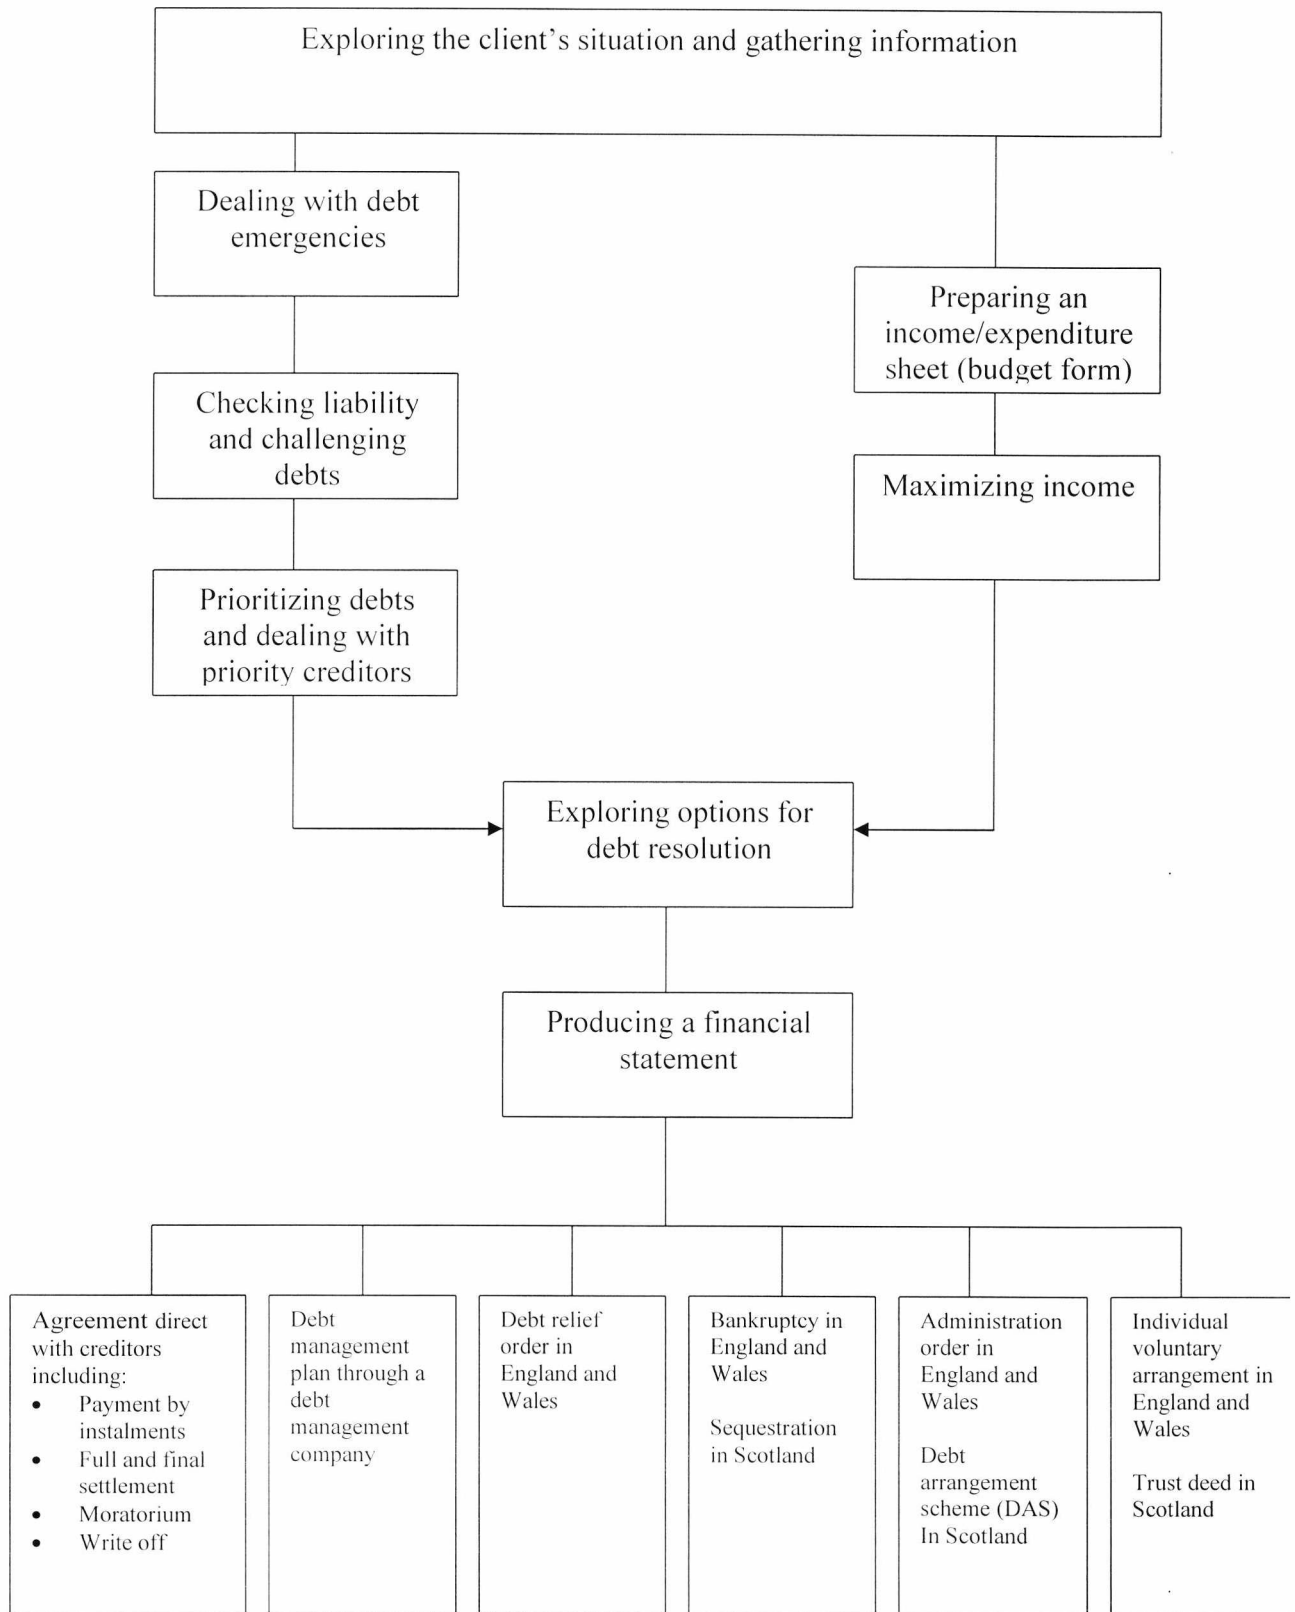 Exploring the client's situation and gathering information
Dealing with debt
emergencies
Checking liability
and challenging
debts
Prioritizing debts
and dealing with
priority creditors
Preparing an
income/expenditure
sheet (budget form)
Maximizing income
Exploring options for
debt resolution
Producing a financial
statement
Agreement direct
with creditors
including:
• Payment by
instalments
• Full and final
settlement
• Moratorium
• Write off
Debt
management
plan through a
debt
management
company
Debt relief
order in
England and
Wales
Bankruptcy in
England and
Wales
Sequestration
in Scotland
Administration
order in
England and
Wales
Debt
arrangement
scheme (DAS)
In Scotland
Individual
voluntary
arrangement in
England and
Wales
Trust deed in
Scotland